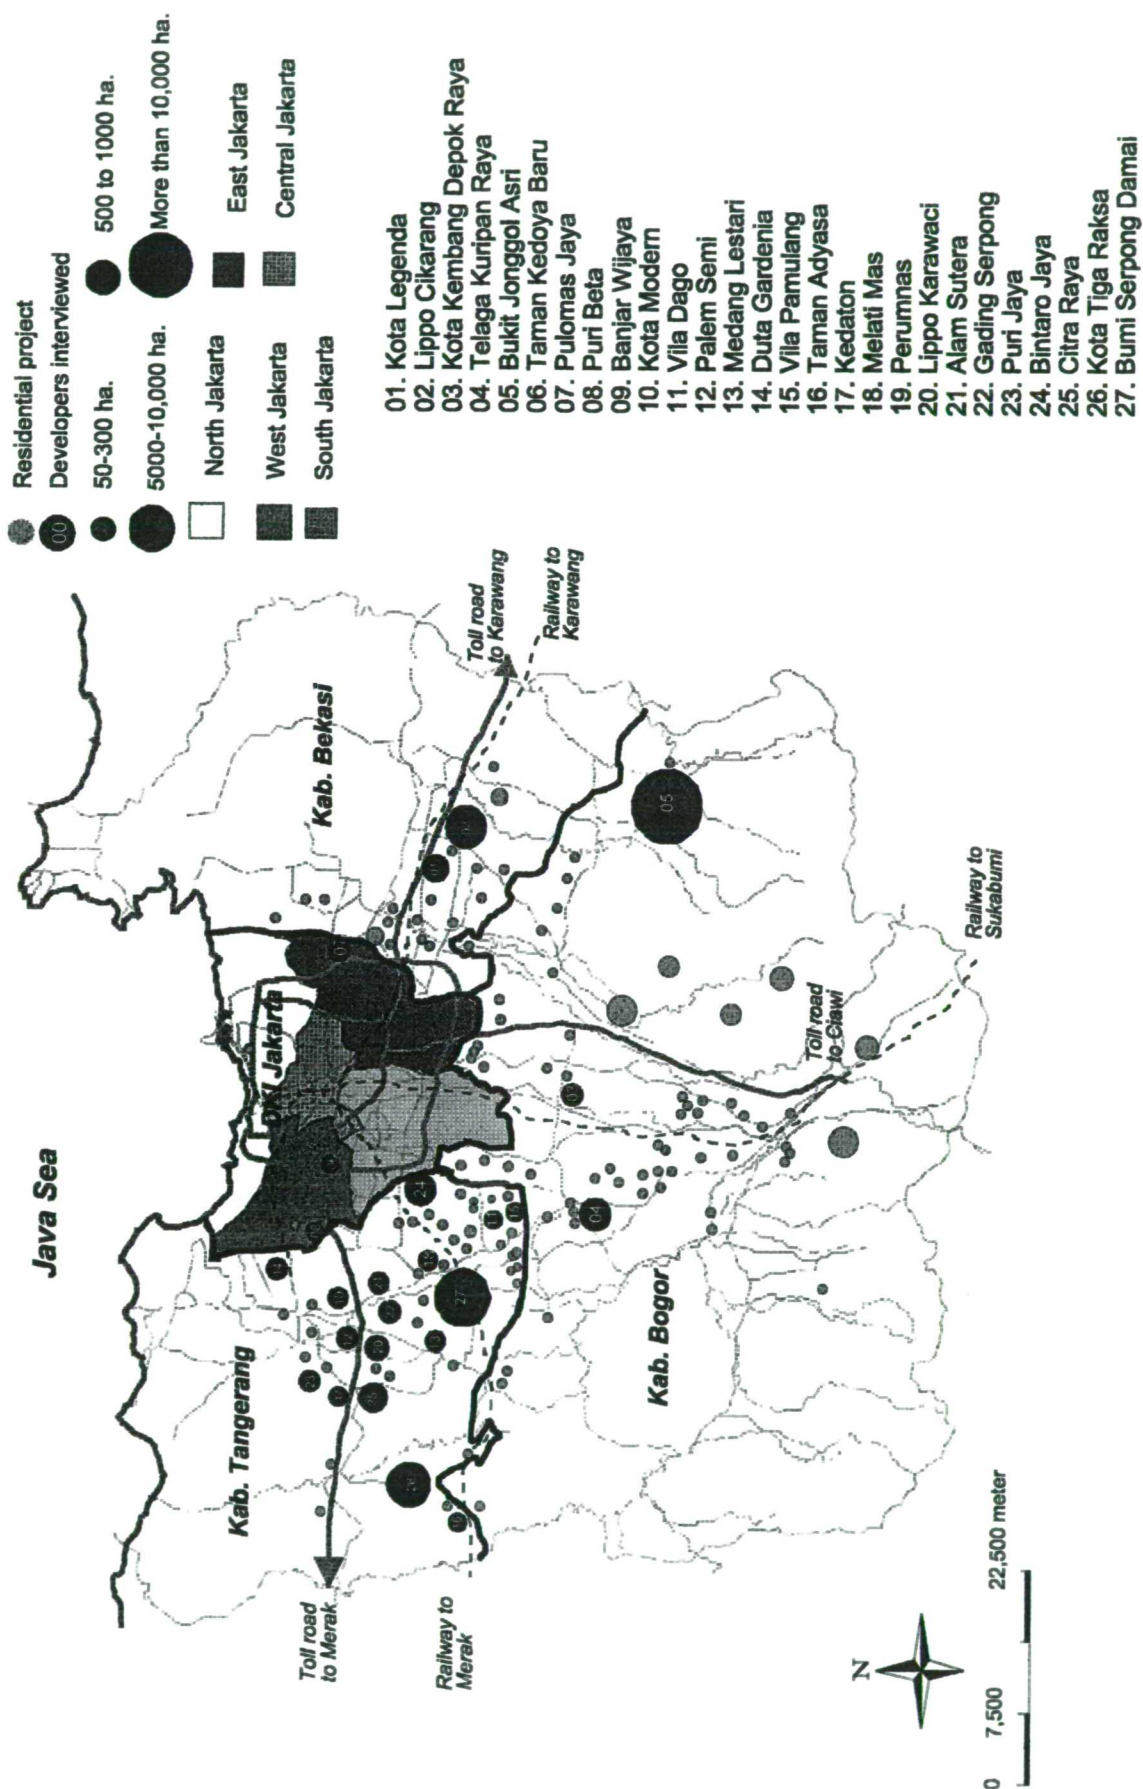 Java Sea
Kab. Tangerang
DKI Jakarta
Kab. Bekasi
Kab. Bogor
Toll road
to Merak
Railway to
Merak
Toll road
to Karawang
Railway to
Karawang
Toll road
to Ciawi
Railway to
Sukabumi
05
27
04
N
0
7,500
22,500 meter
Residential project
00
Developers interviewed
50-300 ha.
500 to 1000 ha.
5000-10,000 ha.
More than 10,000 ha.
North Jakarta
East Jakarta
West Jakarta
Central Jakarta
South Jakarta
01. Kota Legenda
02. Lippo Cikarang
03. Kota Kembang Depok Raya
04. Telaga Kuripan Raya
05. Bukit Jonggol Asri
06. Taman Kedoya Baru
07. Pulomas Jaya
08. Puri Beta
09. Banjar Wijaya
10. Kota Modern
11. Vila Dago
12. Palem Semi
13. Medang Lestari
14. Duta Gardenia
15. Vila Pamulang
16. Taman Adyasa
17. Kedaton
18. Melati Mas
19. Perumnas
20. Lippo Karawaci
21. Alam Sutera
22. Gading Serpong
23. Puri Jaya
24. Bintaro Jaya
25. Citra Raya
26. Kota Tiga Raksa
27. Bumi Serpong Damai